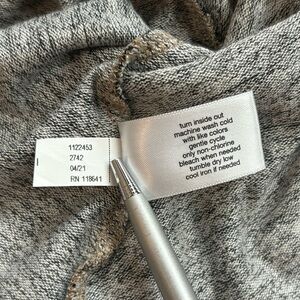 1122453
2742
04/21
RN 118641
turn inside out
machine wash cold
with like colors
gentle cycle
only non-chlorine
bleach when needed
tumble dry low
cool iron if needed